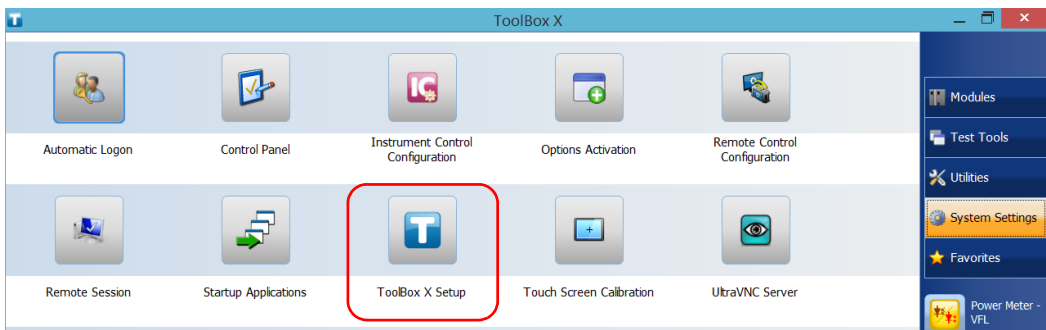 T
ToolBox X
IC
Automatic Logon
Control Panel
Instrument Control
Configuration
Options Activation
Remote Control
Configuration
T
Remote Session
Startup Applications
ToolBox X Setup
Touch Screen Calibration
UltraVNC Server
Modules
Test Tools
Utilities
System Settings
Favorites
Power Meter -
VFL